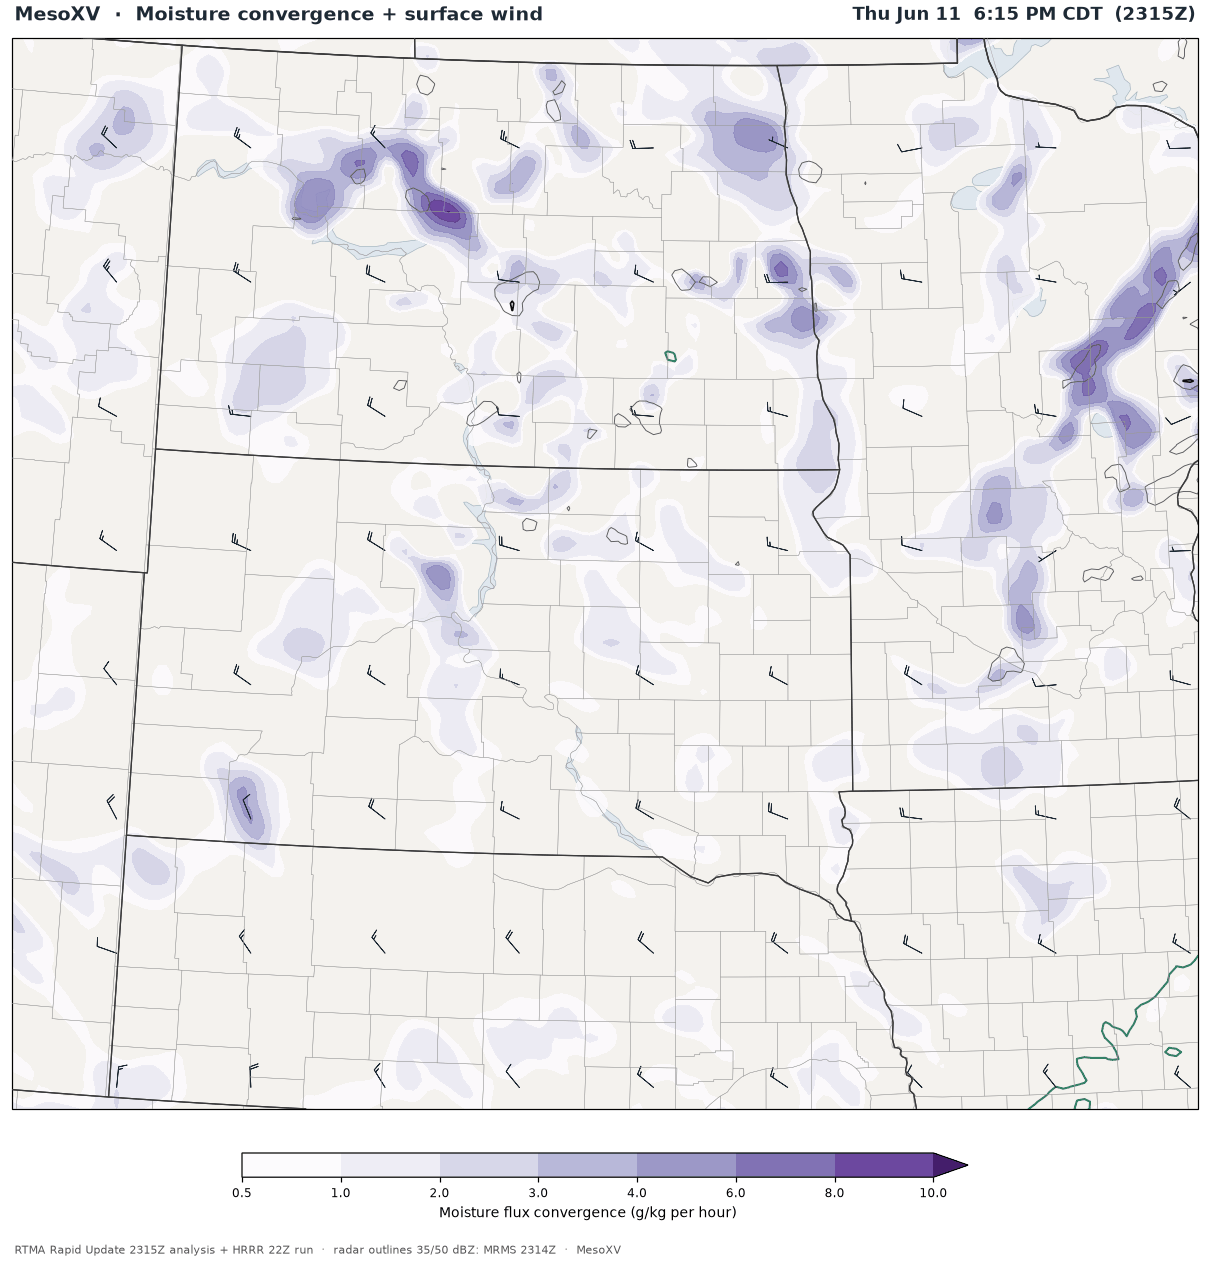 MesoXV · Moisture convergence + surface wind
Thu Jun 11 6:15 PM CDT (2315Z)
0.5 1.0 2.0 3.0 4.0 6.0 8.0 10.0
Moisture flux convergence (g/kg per hour)
RTMA Rapid Update 2315Z analysis + HRRR 22Z run · radar outlines 35/50 dBZ: MRMS 2314Z · MesoXV